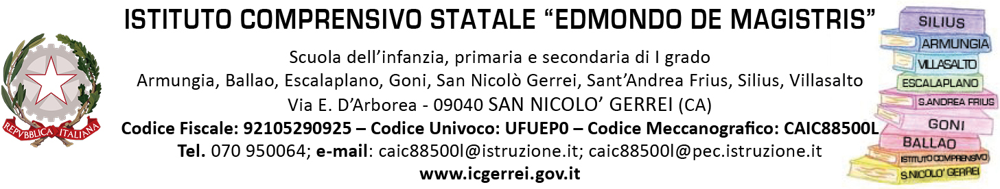 ISTITUTO COMPRENSIVO STATALE “EDMONDO DE MAGISTRIS”
Scuola dell’infanzia, primaria e secondaria di I grado
Armungia, Ballao, Escalaplano, Goni, San Nicolò Gerrei, Sant’Andrea Frius, Silius, Villasalto
Via E. D’Arborea - 09040 SAN NICOLO’ GERREI (CA)
Codice Fiscale: 92105290925 – Codice Univoco: UFUEP0 – Codice Meccanografico: CAIC88500L
Tel. 070 950064; e-mail: caic88500l@istruzione.it; caic88500l@pec.istruzione.it
www.icgerrei.gov.it
REPVBBLICA ITALIANA
SILIUS
ARMUNGIA
VILLASALTO
ESCALAPLANO
S.ANDREA FRIUS
GONI
BALLAO
ISTITUTO COMPRENSIVO
S.NICOLO’ GERREI